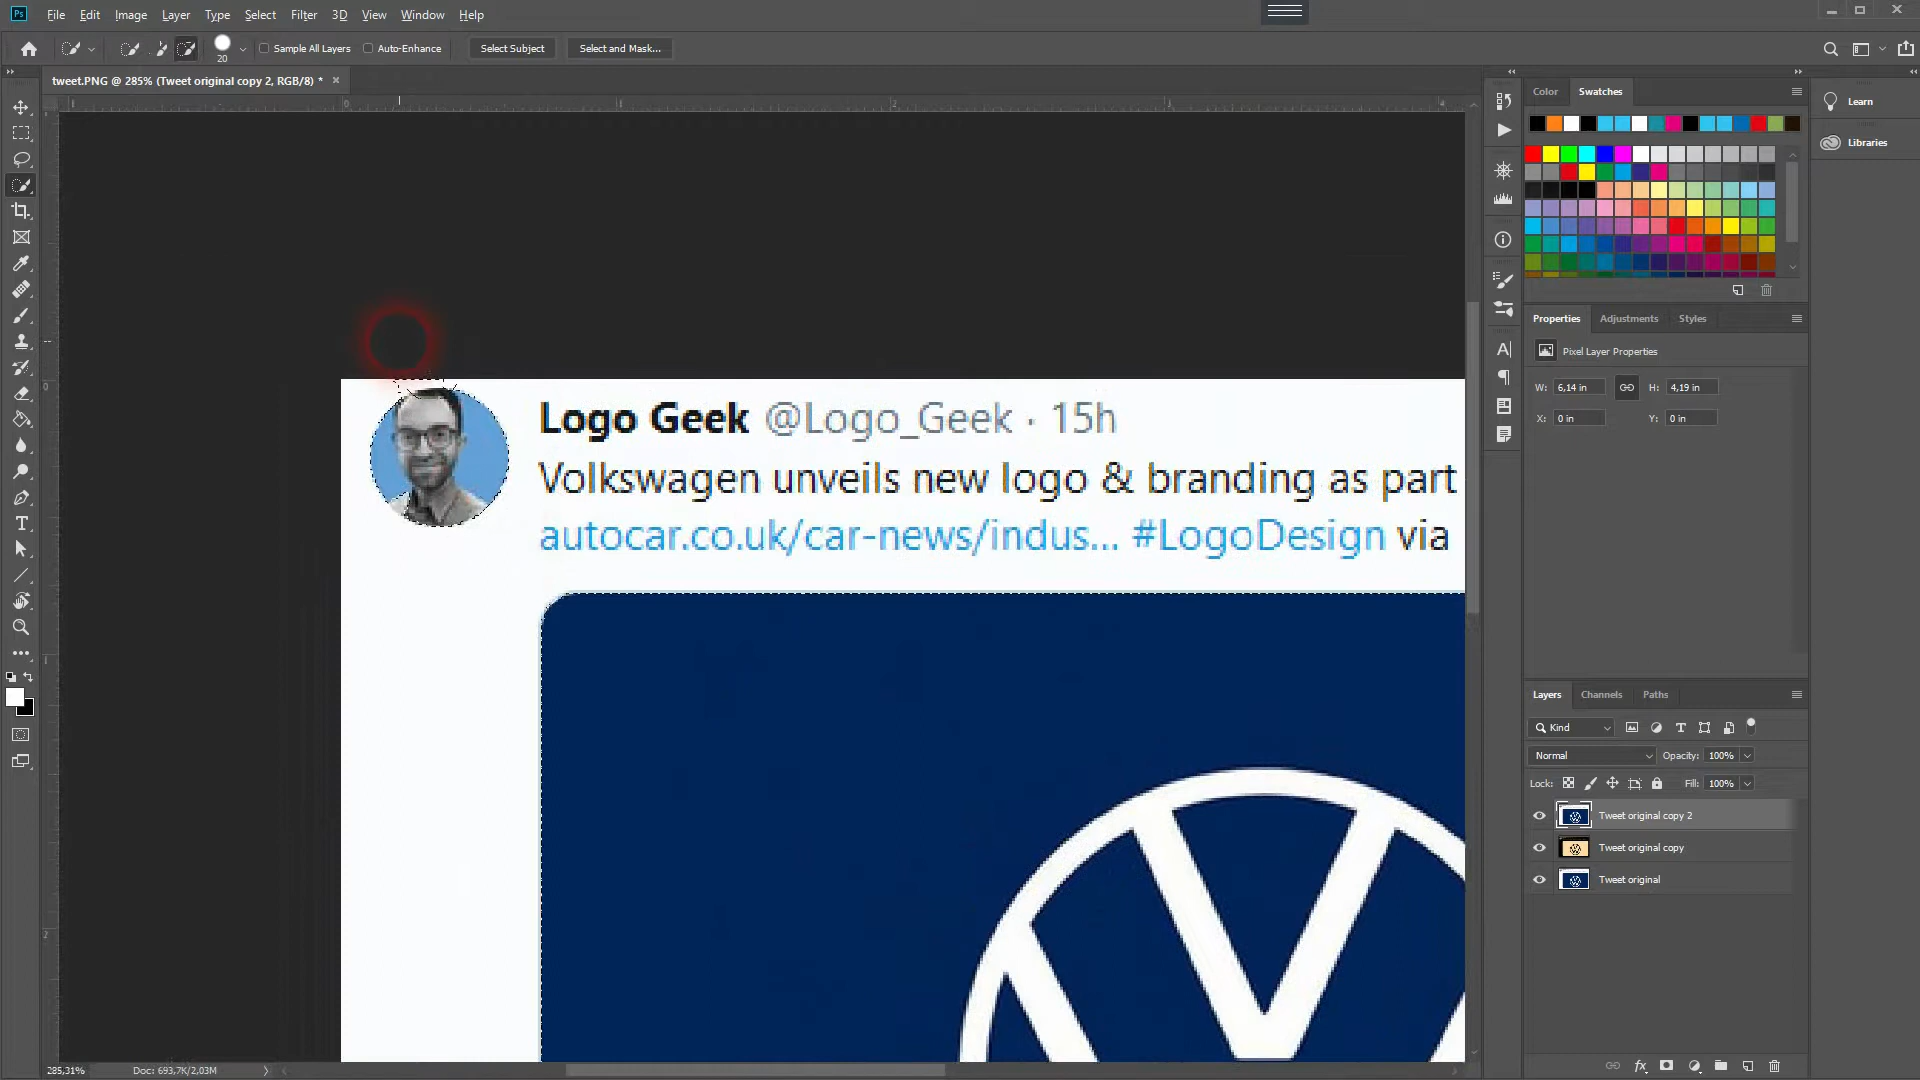 Ps File Edit Image Layer Type Select Filter 3D View Window Help
20 Sample All Layers Auto-Enhance Select Subject Select and Mask...
tweet.PNG @ 285% (Tweet original copy 2, RGB/8) *
Color Swatches
Learn
Libraries
Logo Geek @Logo_Geek · 15h
Volkswagen unveils new logo & branding as part
autocar.co.uk/car-news/indus... #LogoDesign via
Properties Adjustments Styles
Pixel Layer Properties
W: 6,14 in H: 4,19 in
X: 0 in Y: 0 in
Layers Channels Paths
Kind
Normal Opacity: 100%
Lock: Fill: 100%
Tweet original copy 2
Tweet original copy
Tweet original
285,31% Doc: 693,7K/2,03M